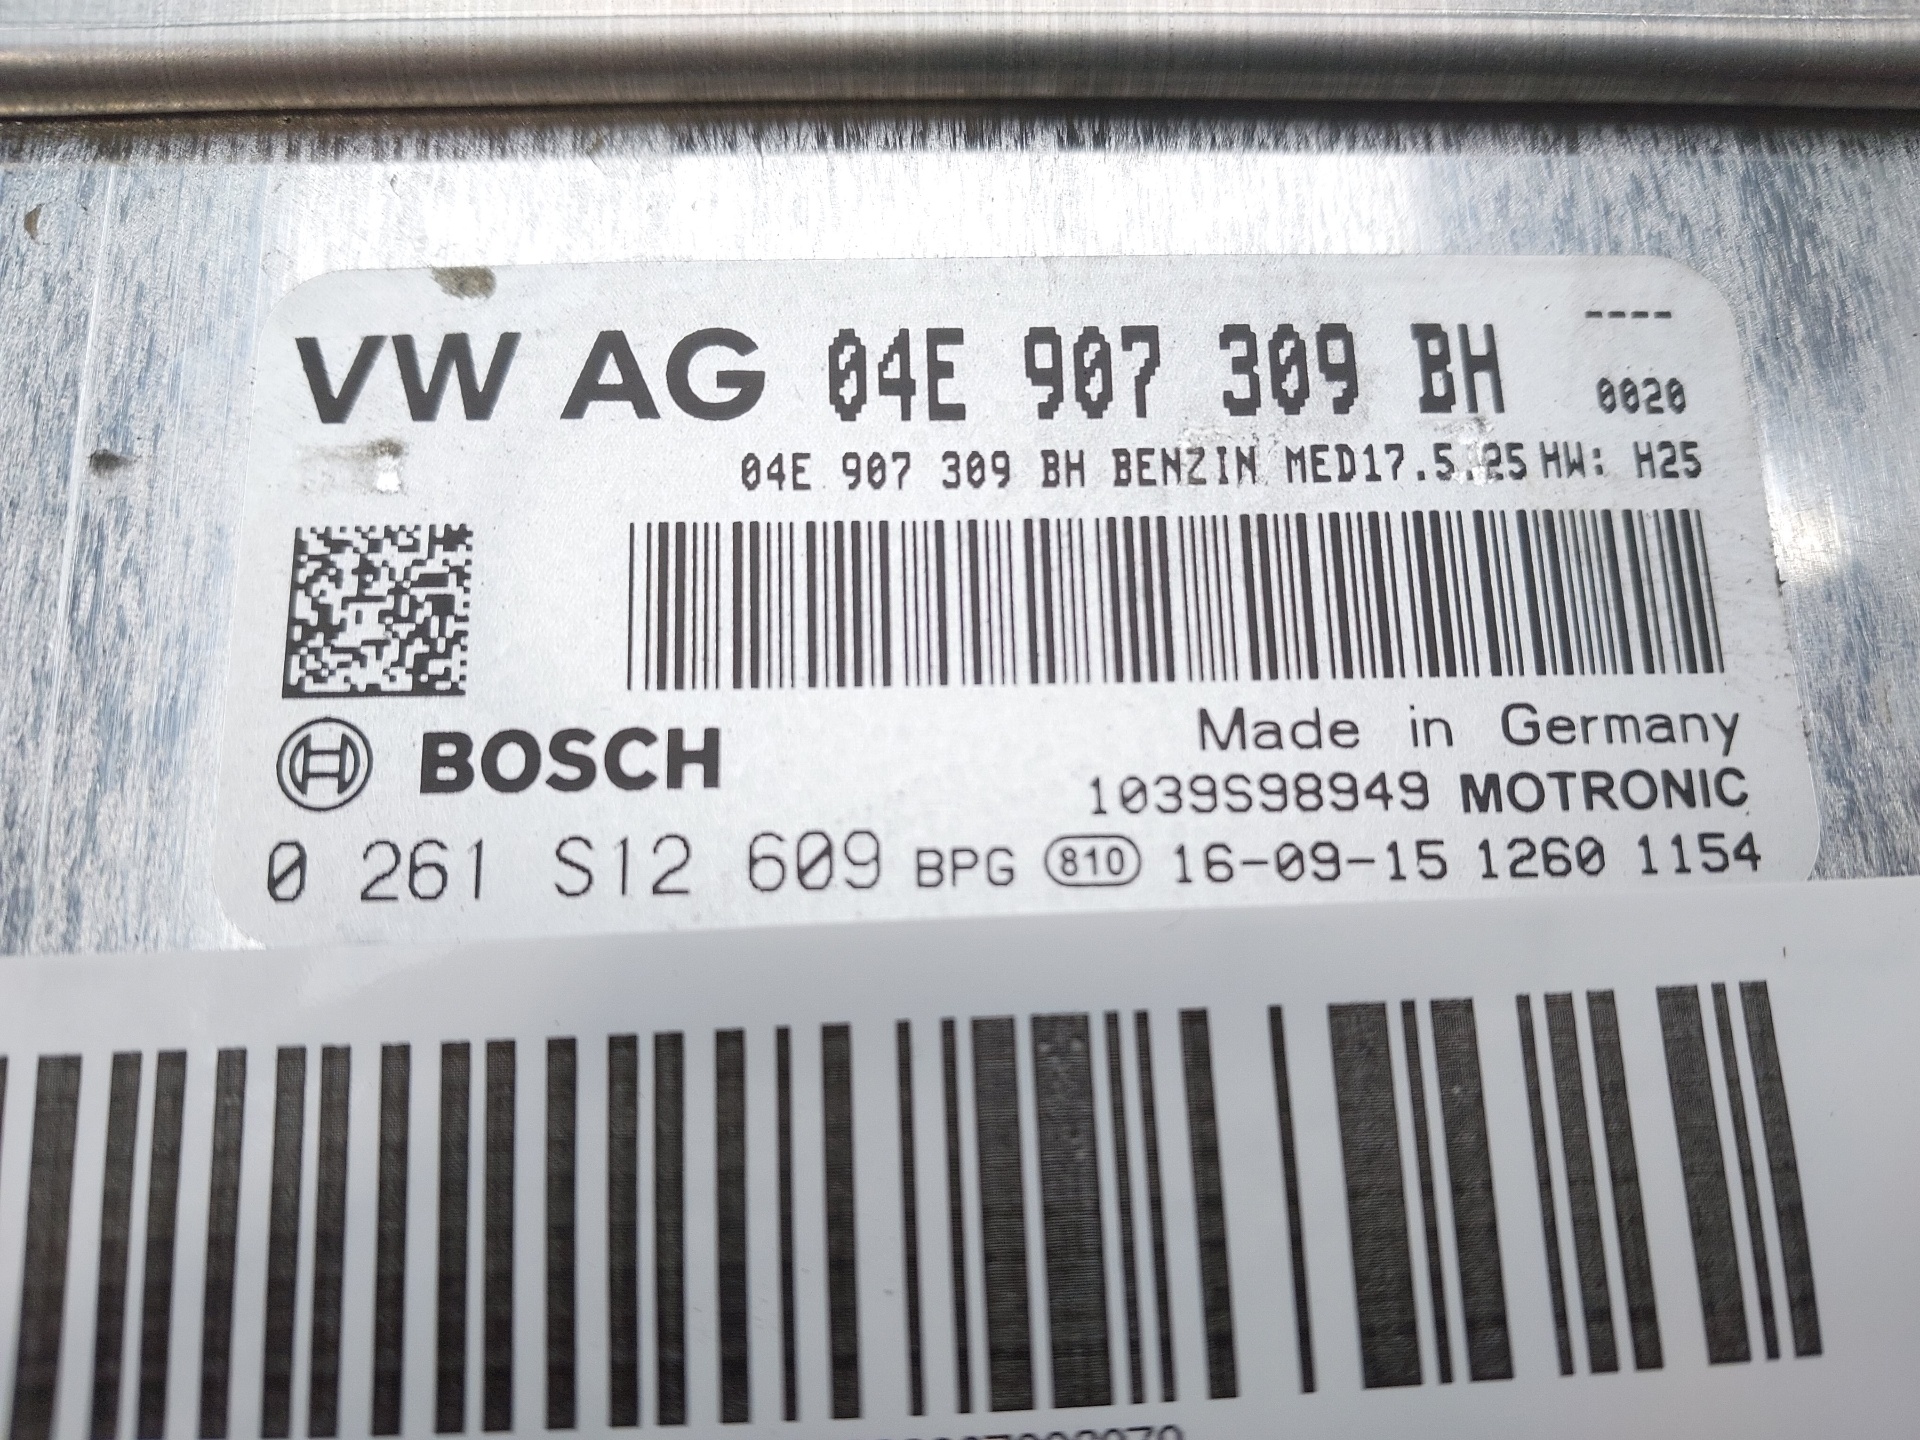 VW AG 04E 907 309 BH ----
0020
04E 907 309 BH BENZIN MED17.5.25 HW: H25
BOSCH
Made in Germany
1039S98949 MOTRONIC
0 261 S12 609 BPG 810 16-09-15 1260 1154